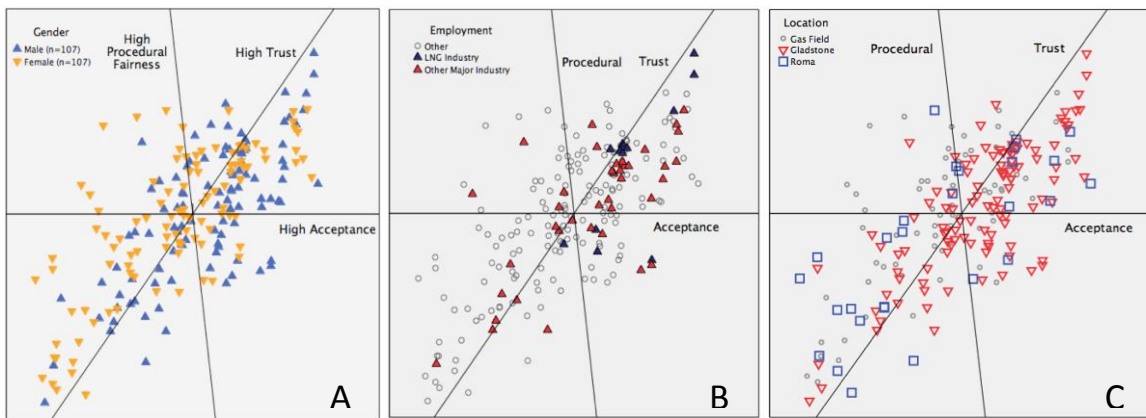 Gender
Male (n=107)
Female (n=107)
High
Procedural
Fairness
High Trust
High Acceptance
A
Employment
Other
LNG Industry
Other Major Industry
Procedural
Trust
Acceptance
B
Location
Gas Field
Gladstone
Roma
Procedural
Trust
Acceptance
C